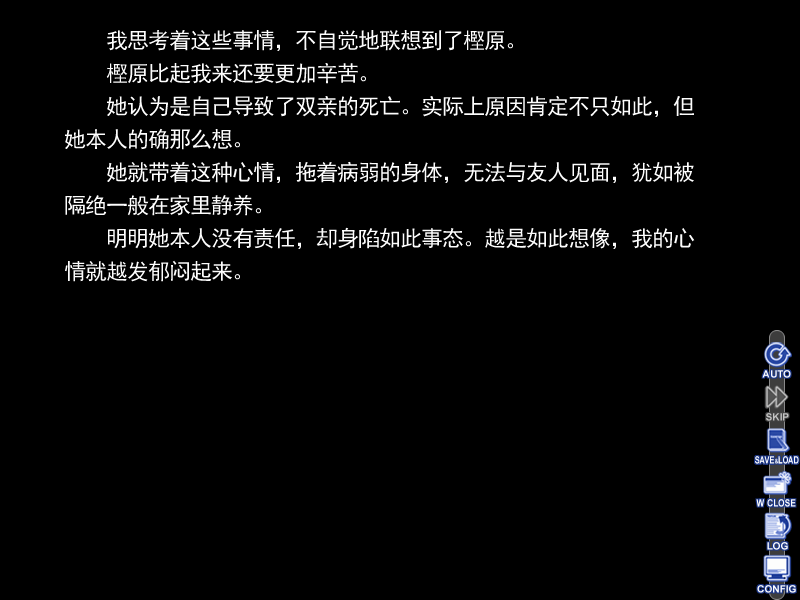 我思考着这些事情，不自觉地联想到了樫原。
樫原比起我来还要更加辛苦。
她认为是自己导致了双亲的死亡。实际上原因肯定不只如此，但
她本人的确那么想。
她就带着这种心情，拖着病弱的身体，无法与友人见面，犹如被
隔绝一般在家里静养。
明明她本人没有责任，却身陷如此事态。越是如此想像，我的心
情就越发郁闷起来。
AUTO
SKIP
SAVE&LOAD
W CLOSE
LOG
CONFIG